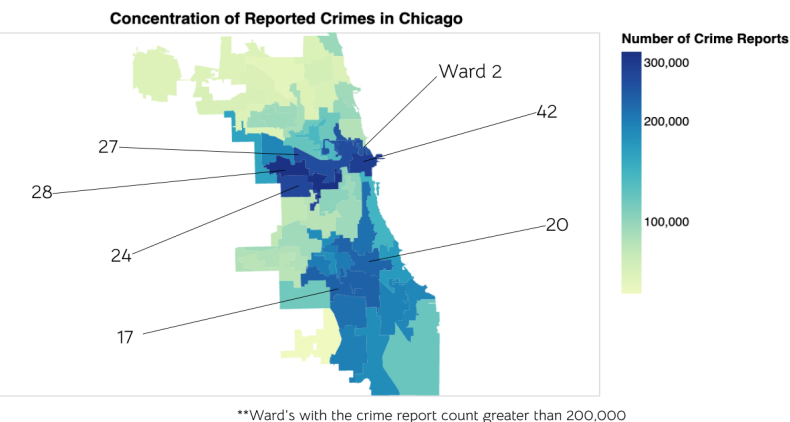 Concentration of Reported Crimes in Chicago
Number of Crime Reports
300,000
200,000
100,000
Ward 2
42
27
28
24
20
17
**Ward's with the crime report count greater than 200,000